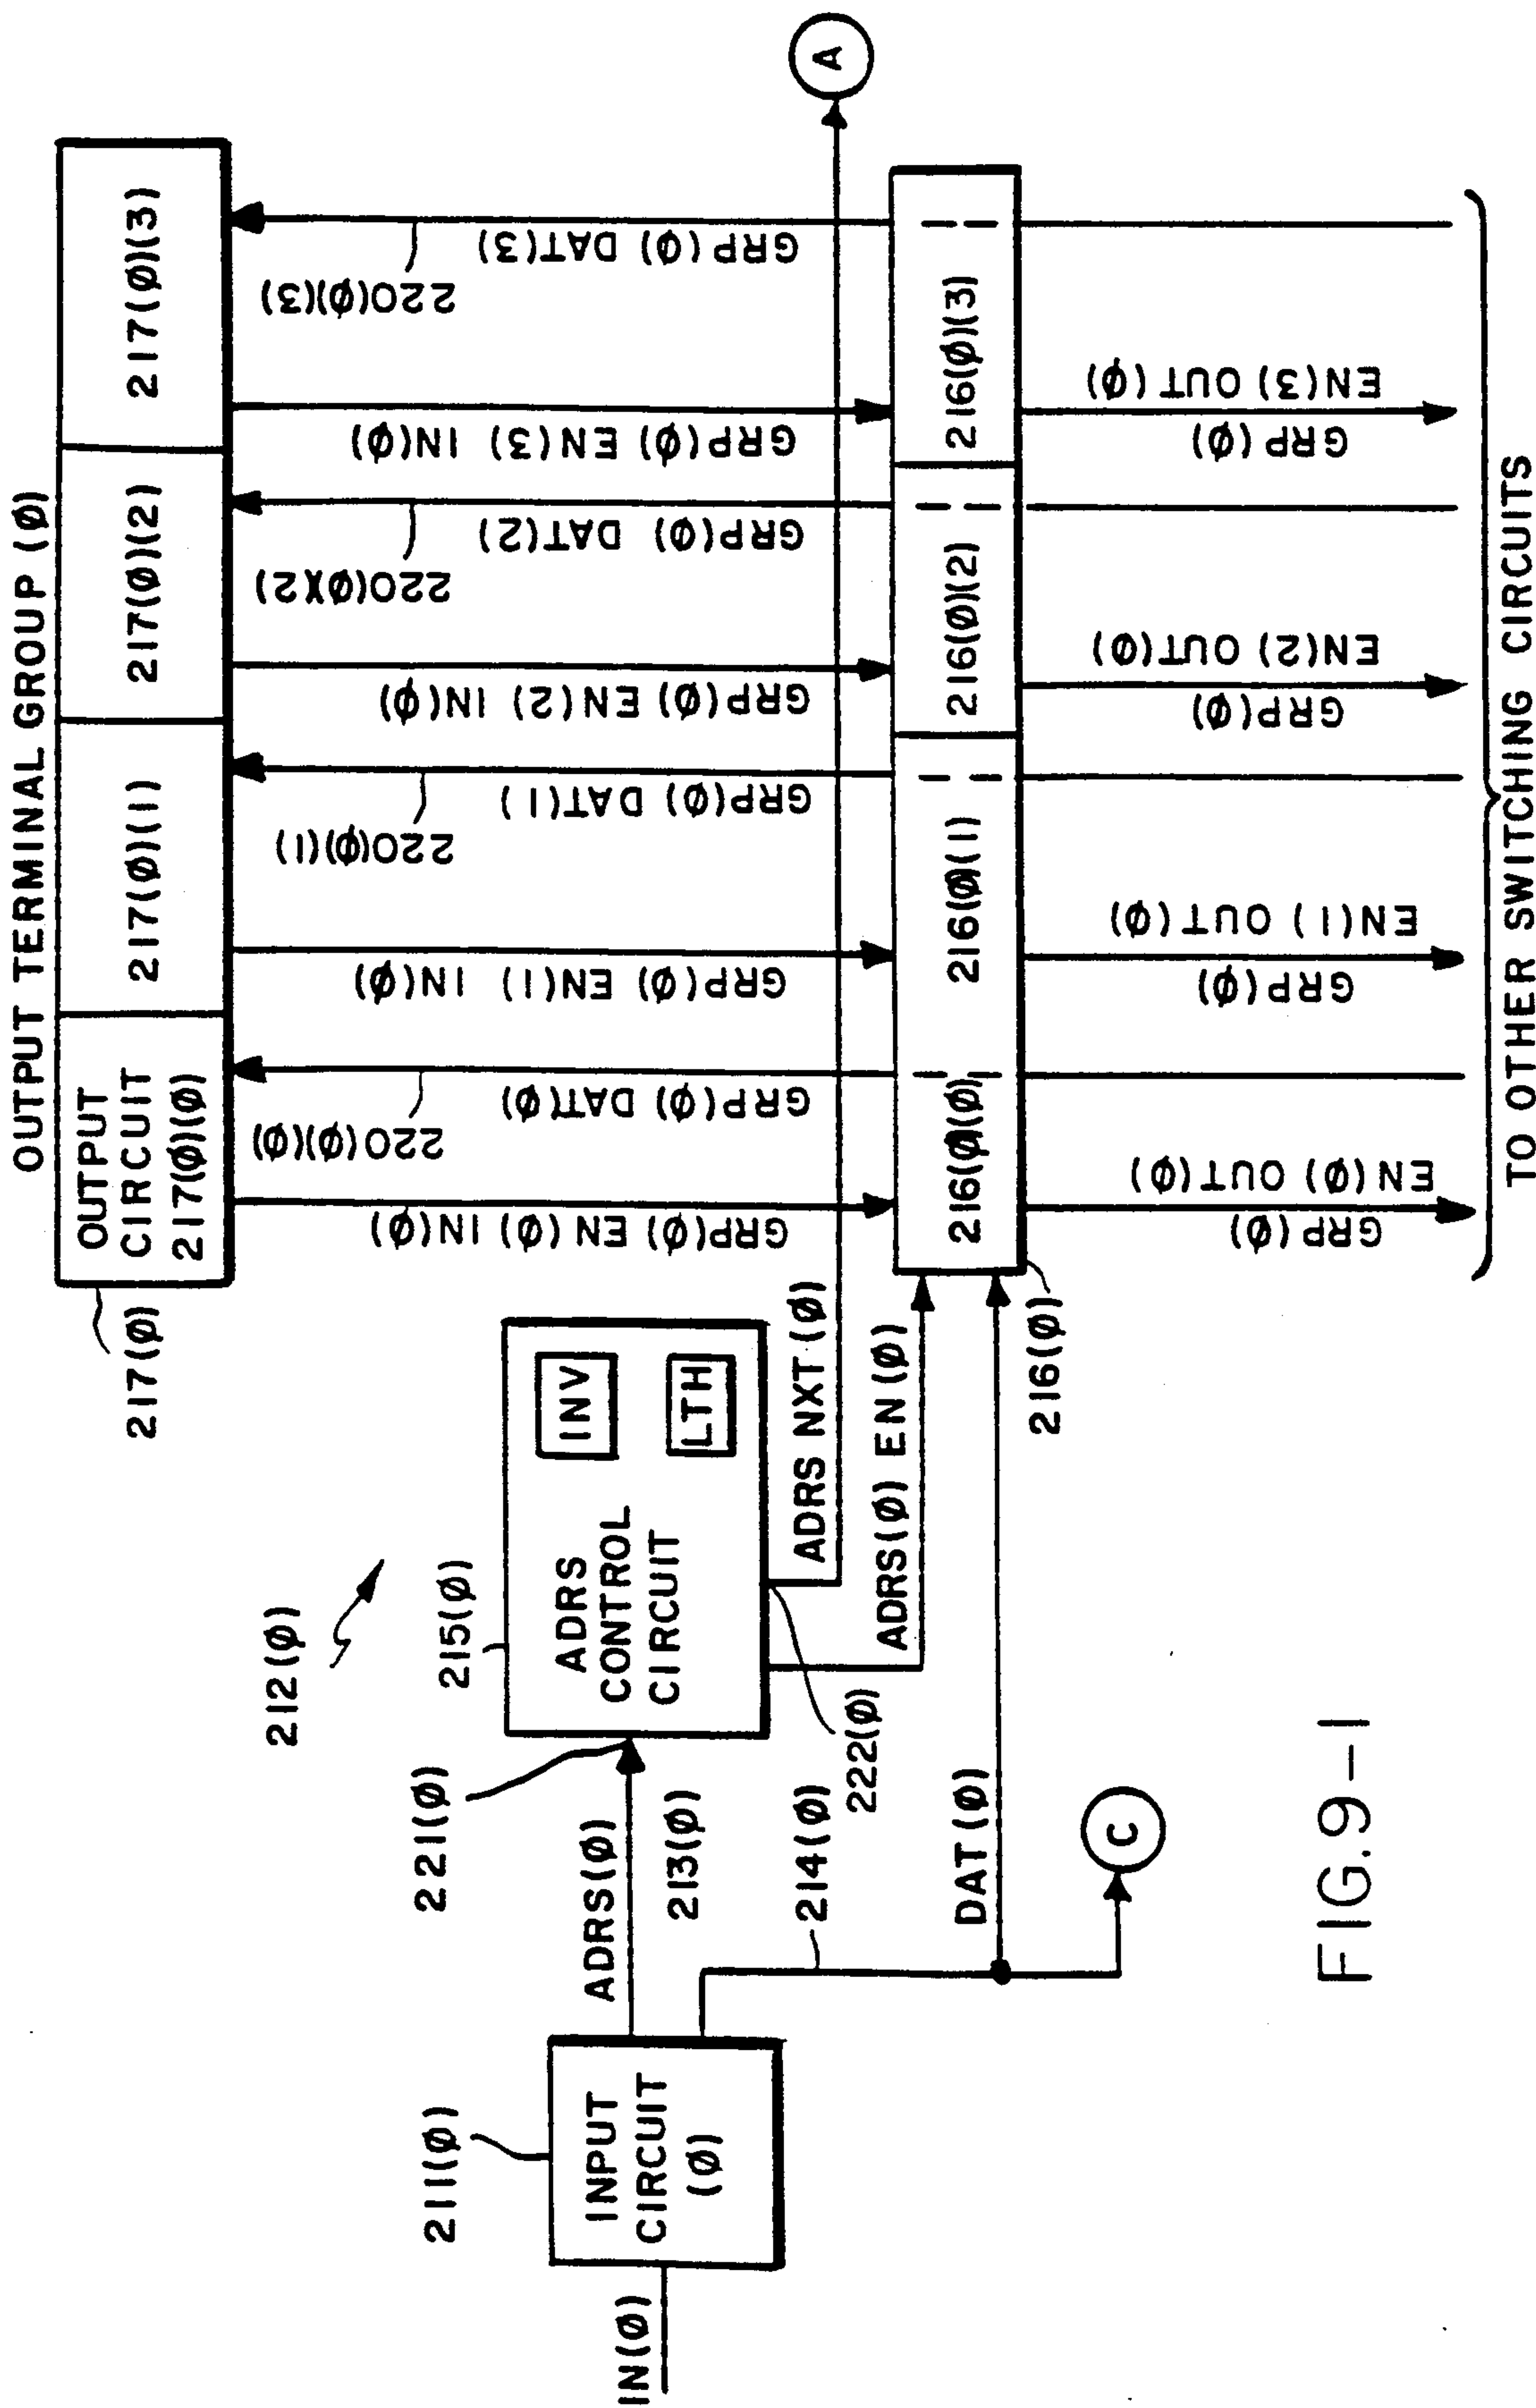 OUTPUT TERMINAL GROUP (Ø)
217(Ø)
OUTPUT
CIRCUIT
217(Ø)(Ø)
217(Ø)(1)
217(Ø)(2)
217(Ø)(3)
GRP(Ø) EN(Ø) IN(Ø)
220(Ø)(Ø)
GRP(Ø) DAT(Ø)
GRP(Ø) EN(1) IN(Ø)
220(Ø)(1)
GRP(Ø) DAT(1)
GRP(Ø) EN(2) IN(Ø)
220(Ø)(2)
GRP(Ø) DAT(2)
GRP(Ø) EN(3) IN(Ø)
220(Ø)(3)
GRP(Ø) DAT(3)
212(Ø)
215(Ø)
ADRS
CONTROL
CIRCUIT
INV
LTH
221(Ø)
ADRS(Ø)
213(Ø)
222(Ø)
ADRS NXT(Ø)
A
ADRS(Ø) EN(Ø)
211(Ø)
INPUT
CIRCUIT
(Ø)
IN(Ø)
214(Ø)
DAT(Ø)
C
216(Ø)
216(Ø)(Ø)
216(Ø)(1)
216(Ø)(2)
216(Ø)(3)
GRP(Ø)
EN(Ø) OUT(Ø)
GRP(Ø)
EN(1) OUT(Ø)
GRP(Ø)
EN(2) OUT(Ø)
GRP(Ø)
EN(3) OUT(Ø)
TO OTHER SWITCHING CIRCUITS
FIG.9-1